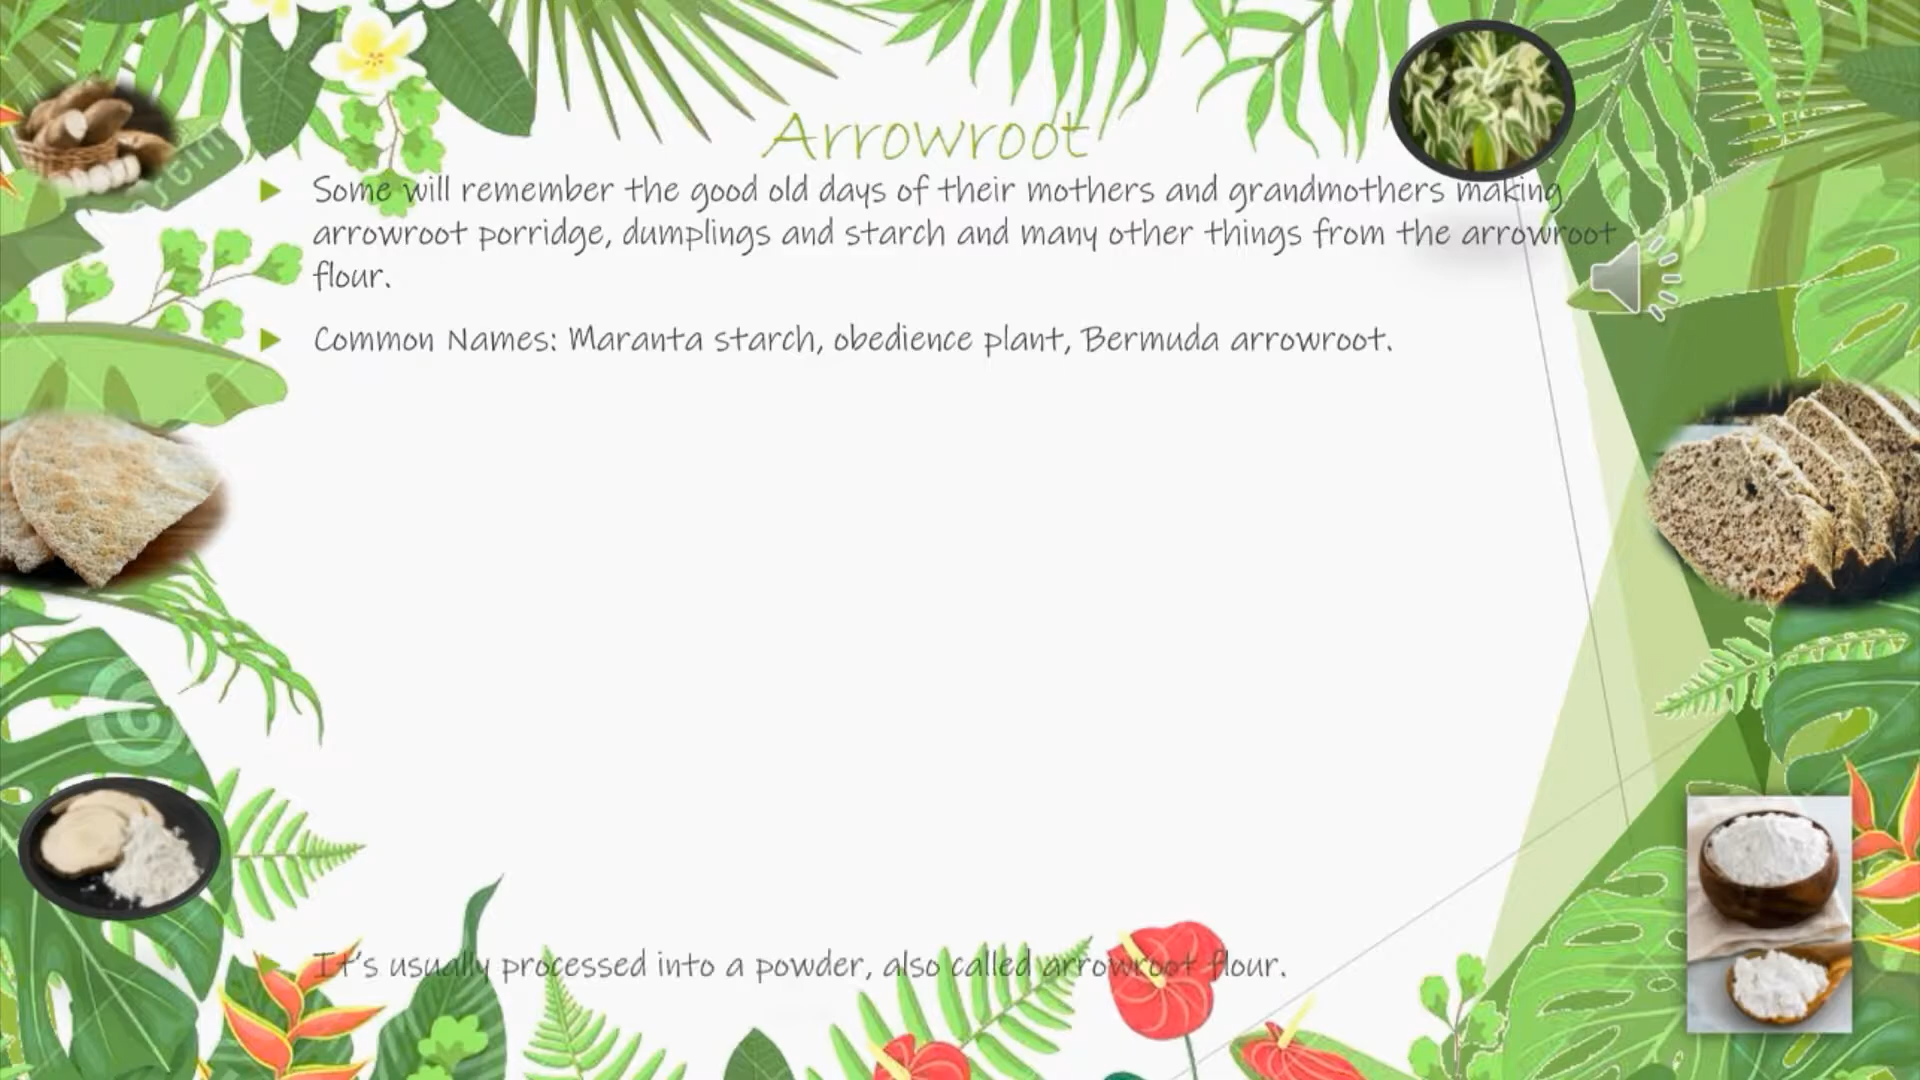 Arrowroot
Some will remember the good old days of their mothers and grandmothers making
arrowroot porridge, dumplings and starch and many other things from the arrowroot
flour.
Common Names: Maranta starch, obedience plant, Bermuda arrowroot.
It's usually processed into a powder, also called arrowroot flour.